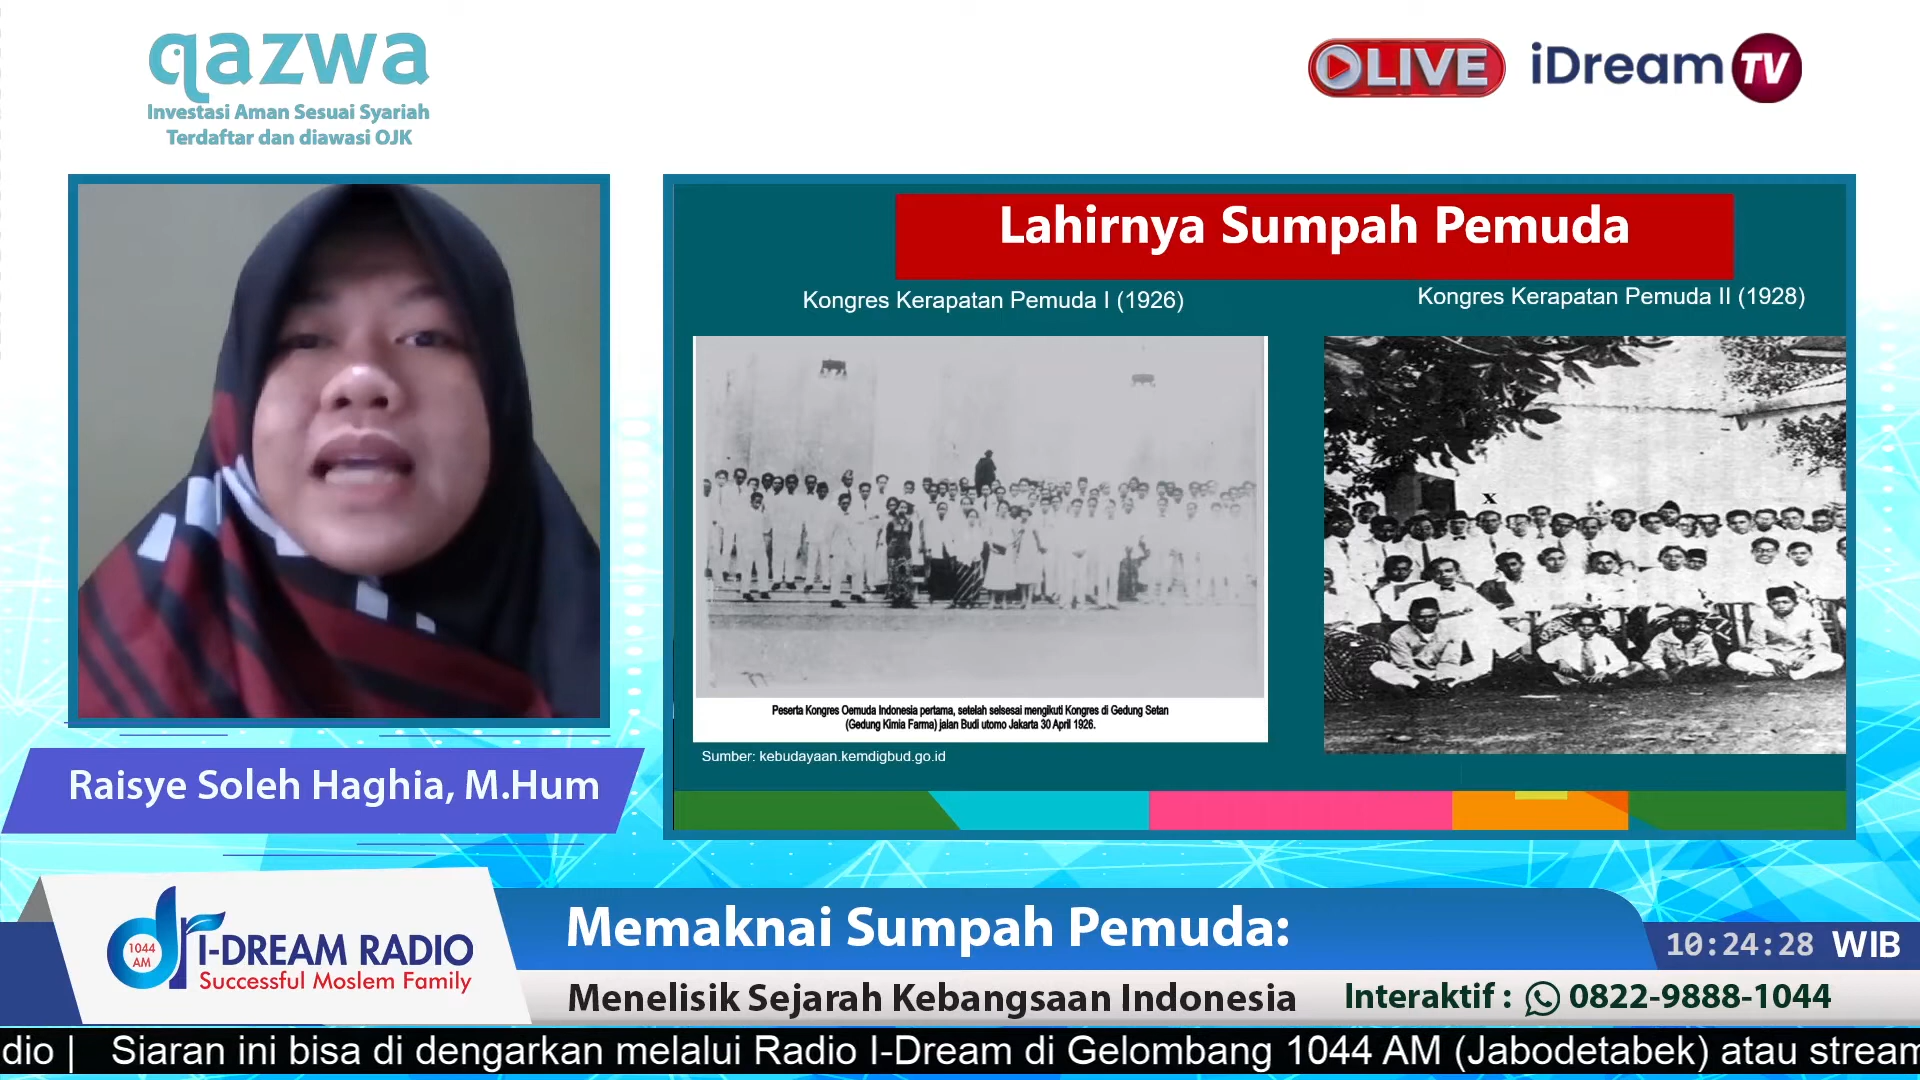 qazwa
Investasi Aman Sesuai Syariah
Terdaftar dan diawasi OJK
LIVE
iDream TV
Lahirnya Sumpah Pemuda
Kongres Kerapatan Pemuda I (1926)
Kongres Kerapatan Pemuda II (1928)
x
Peserta Kongres Oemuda Indonesia pertama, setelah selsesai mengikuti Kongres di Gedung Setan
(Gedung Kimia Farma) jalan Budi utomo Jakarta 30 April 1926.
Sumber: kebudayaan.kemdigbud.go.id
Raisye Soleh Haghia, M.Hum
dr
1044
AM
I-DREAM RADIO
Successful Moslem Family
Memaknai Sumpah Pemuda:
10:24:28 WIB
Menelisik Sejarah Kebangsaan Indonesia
Interaktif : 0822-9888-1044
dio | Siaran ini bisa di dengarkan melalui Radio I-Dream di Gelombang 1044 AM (Jabodetabek) atau stream